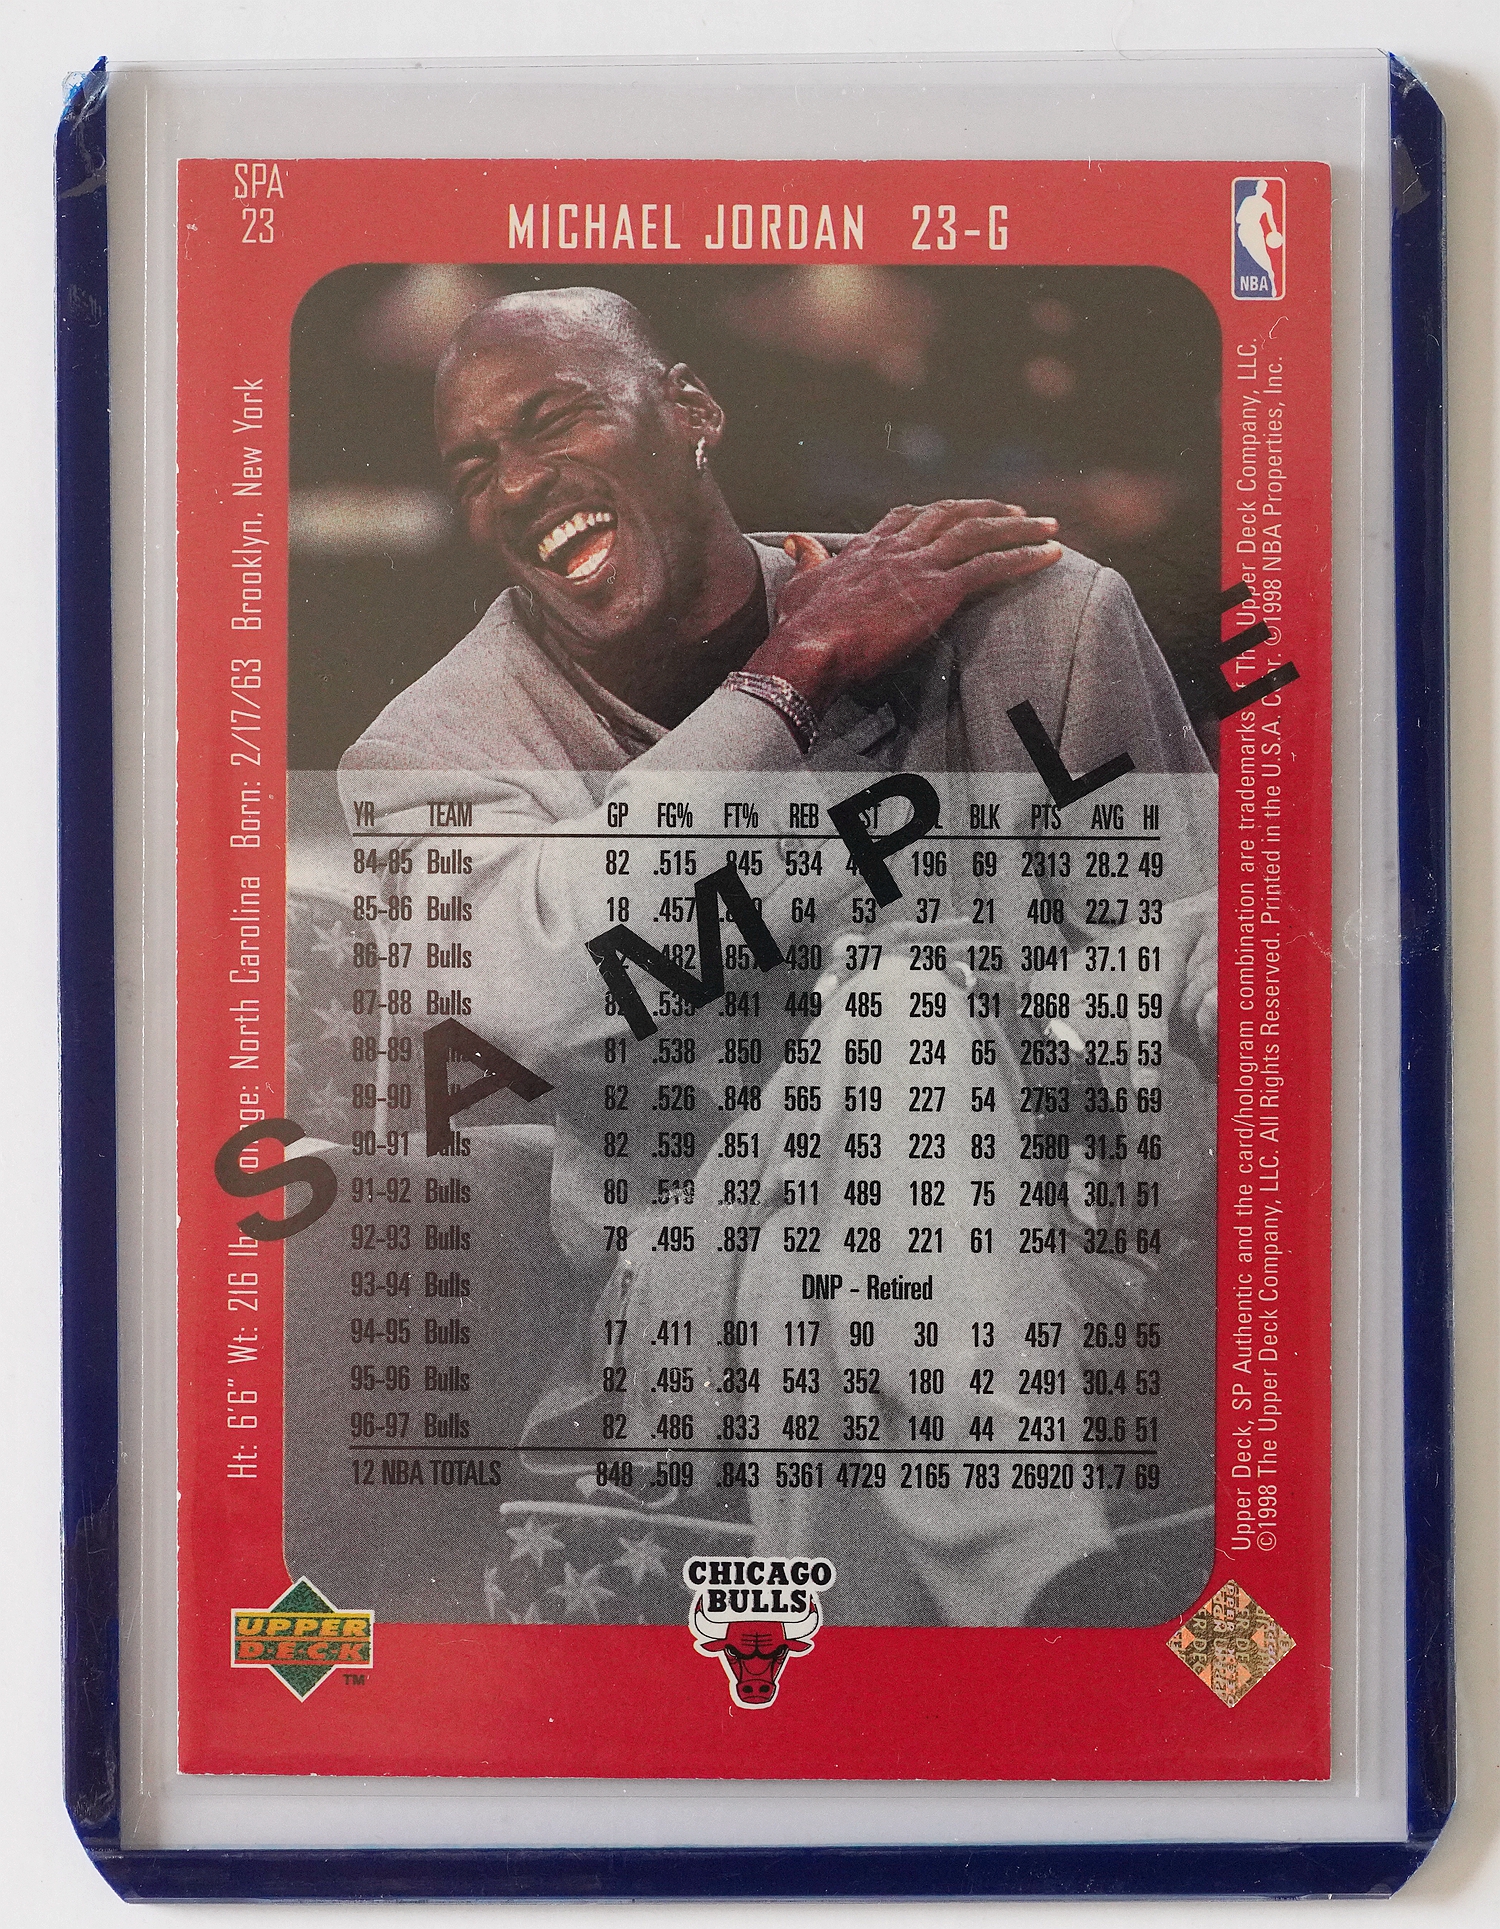 SPA
23
MICHAEL JORDAN 23-G
NBA
Ht: 6'6" Wt: 216 lbs. College: North Carolina Born: 2/17/63 Brooklyn, New York
YR TEAM GP FG% FT% REB AST STL BLK PTS AVG HI
84-85 Bulls 82 .515 .845 534 196 69 2313 28.2 49
85-86 Bulls 18 .457 64 53 37 21 408 22.7 33
86-87 Bulls .482 430 377 236 125 3041 37.1 61
87-88 Bulls 82 .535 .841 449 485 259 131 2868 35.0 59
88-89 Bulls 81 .538 .850 652 650 234 65 2633 32.5 53
89-90 Bulls 82 .526 .848 565 519 227 54 2753 33.6 69
90-91 Bulls 82 .539 .851 492 453 223 83 2580 31.5 46
91-92 Bulls 80 .519 .832 511 489 182 75 2404 30.1 51
92-93 Bulls 78 .495 .837 522 428 221 61 2541 32.6 64
93-94 Bulls DNP - Retired
94-95 Bulls 17 .411 .801 117 90 30 13 457 26.9 55
95-96 Bulls 82 .495 .834 543 352 180 42 2491 30.4 53
96-97 Bulls 82 .486 .833 482 352 140 44 2431 29.6 51
12 NBA TOTALS 848 .509 .843 5361 4729 2165 783 26920 31.7 69
SAMPLE
Upper Deck, SP Authentic and the card/hologram combination are trademarks of The Upper Deck Company, LLC.
©1998 The Upper Deck Company, LLC. All Rights Reserved. Printed in the U.S.A. Cover: ©1998 NBA Properties, Inc.
UPPER
DECK
TM
CHICAGO
BULLS